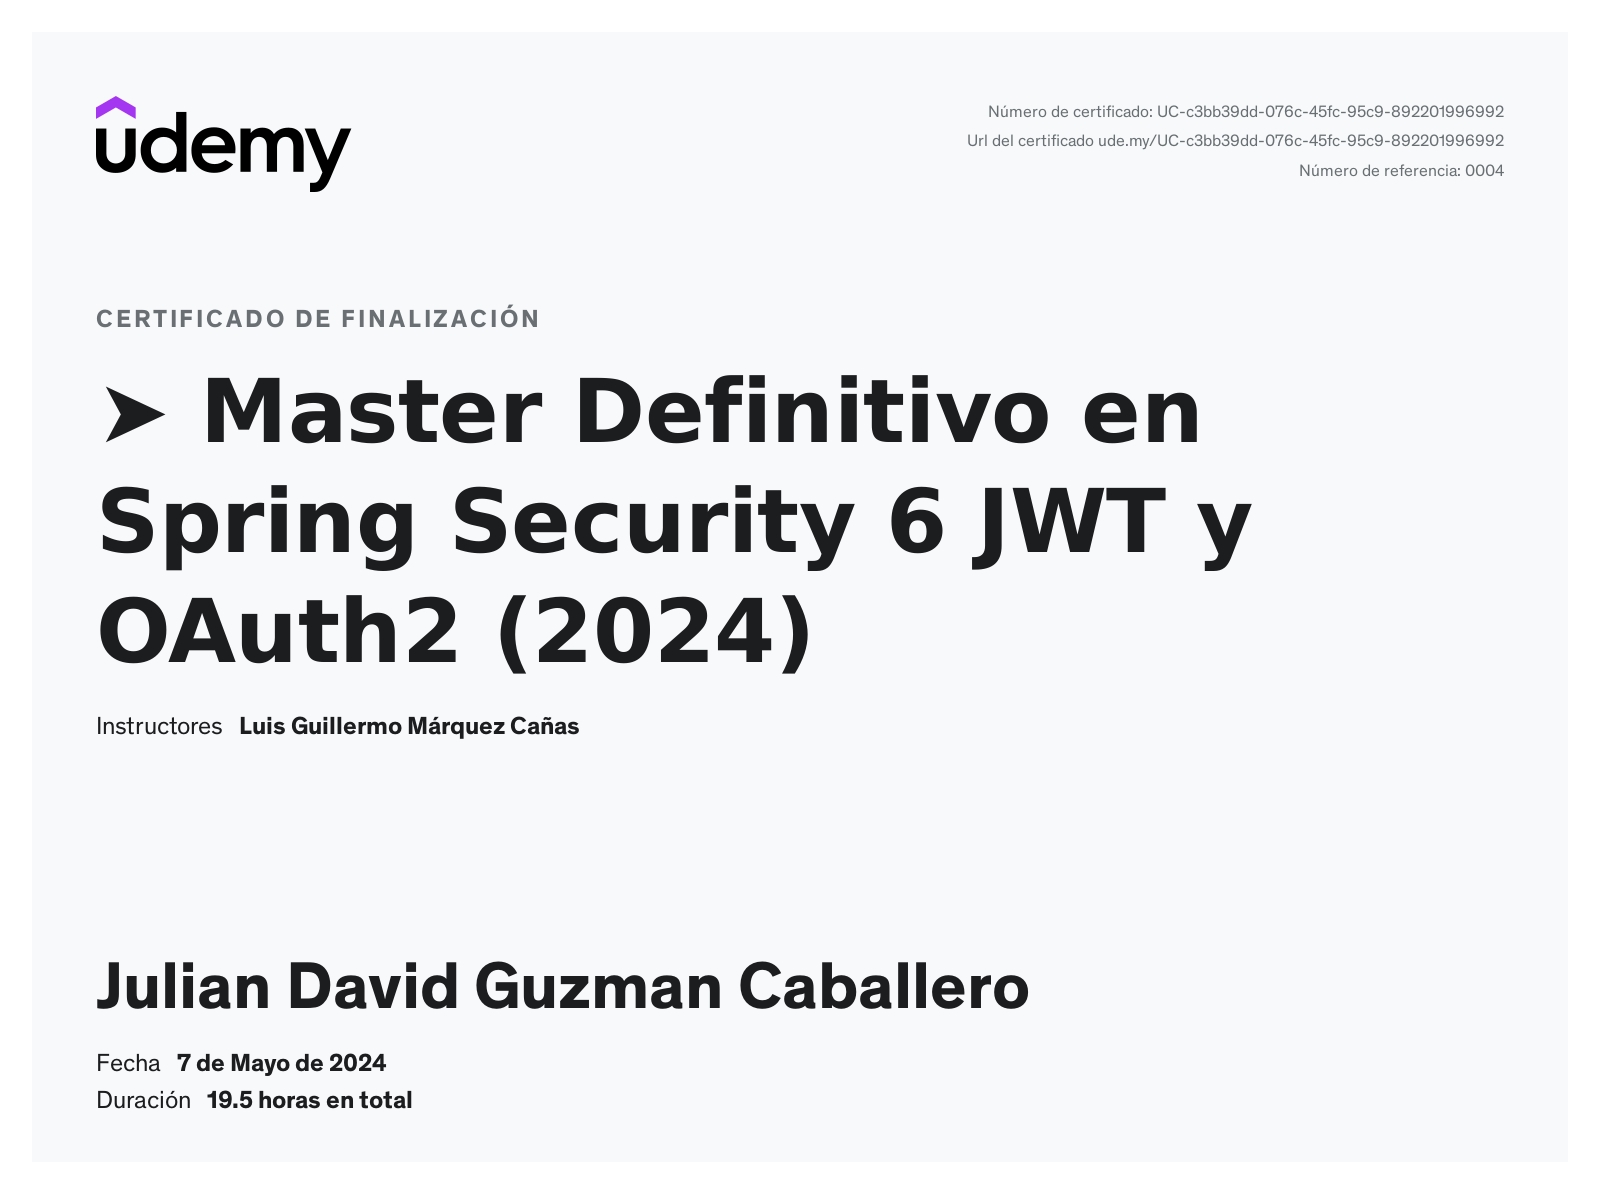 udemy
Número de certificado: UC-c3bb39dd-076c-45fc-95c9-892201996992
Url del certificado ude.my/UC-c3bb39dd-076c-45fc-95c9-892201996992
Número de referencia: 0004
CERTIFICADO DE FINALIZACIÓN
➤ Master Definitivo en
Spring Security 6 JWT y
OAuth2 (2024)
Instructores Luis Guillermo Márquez Cañas
Julian David Guzman Caballero
Fecha 7 de Mayo de 2024
Duración 19.5 horas en total